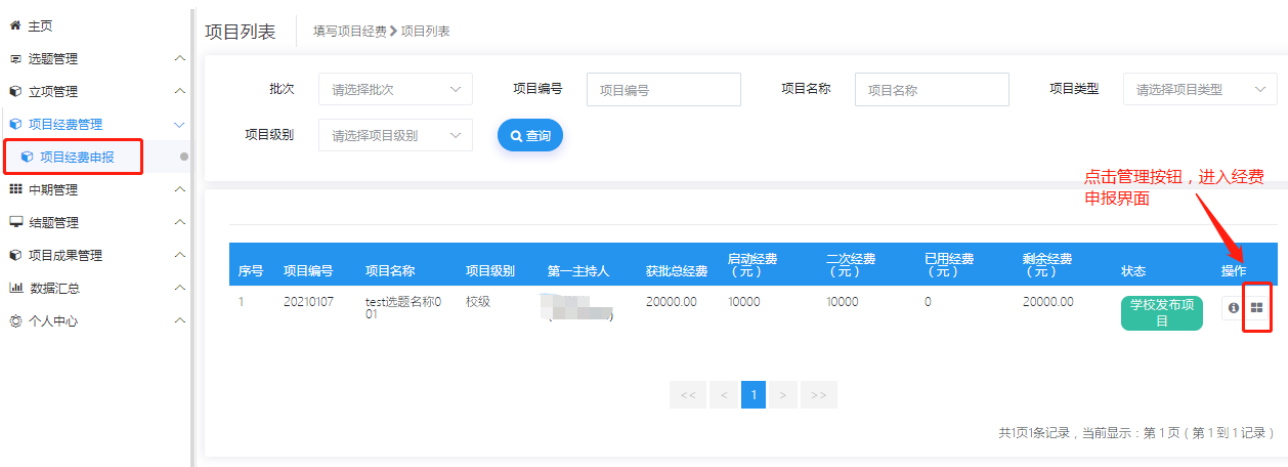 主页
选题管理
立项管理
项目经费管理
项目经费申报
中期管理
结题管理
项目成果管理
数据汇总
个人中心
项目列表 填写项目经费 项目列表
批次 请选择批次 项目编号 项目编号 项目名称 项目名称 项目类型 请选择项目类型
项目级别 请选择项目级别 查询
点击管理按钮，进入经费
申报界面
序号 项目编号 项目名称 项目级别 第一主持人 获批总经费 启动经费（元） 二次经费（元） 已用经费（元） 剩余经费（元） 状态 操作
1 20210107 test选题名称001 校级 20000.00 10000 10000 0 20000.00 学校发布项目
<< < 1 > >>
共1页1条记录，当前显示：第1页（第1到1记录）